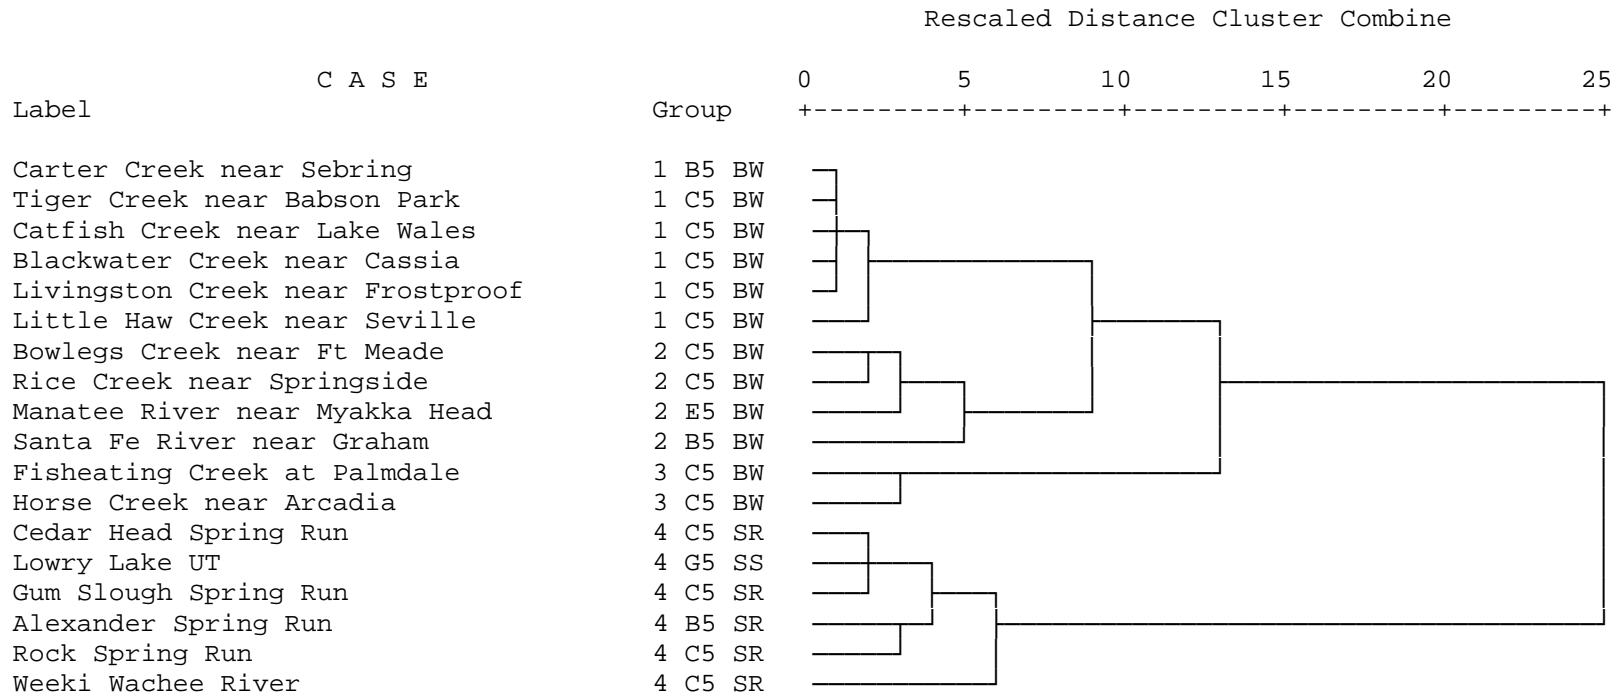 Rescaled Distance Cluster Combine
C A S E 0 5 10 15 20 25
Label Group +---------+---------+---------+---------+---------+
Carter Creek near Sebring 1 B5 BW
Tiger Creek near Babson Park 1 C5 BW
Catfish Creek near Lake Wales 1 C5 BW
Blackwater Creek near Cassia 1 C5 BW
Livingston Creek near Frostproof 1 C5 BW
Little Haw Creek near Seville 1 C5 BW
Bowlegs Creek near Ft Meade 2 C5 BW
Rice Creek near Springside 2 C5 BW
Manatee River near Myakka Head 2 E5 BW
Santa Fe River near Graham 2 B5 BW
Fisheating Creek at Palmdale 3 C5 BW
Horse Creek near Arcadia 3 C5 BW
Cedar Head Spring Run 4 C5 SR
Lowry Lake UT 4 G5 SS
Gum Slough Spring Run 4 C5 SR
Alexander Spring Run 4 B5 SR
Rock Spring Run 4 C5 SR
Weeki Wachee River 4 C5 SR